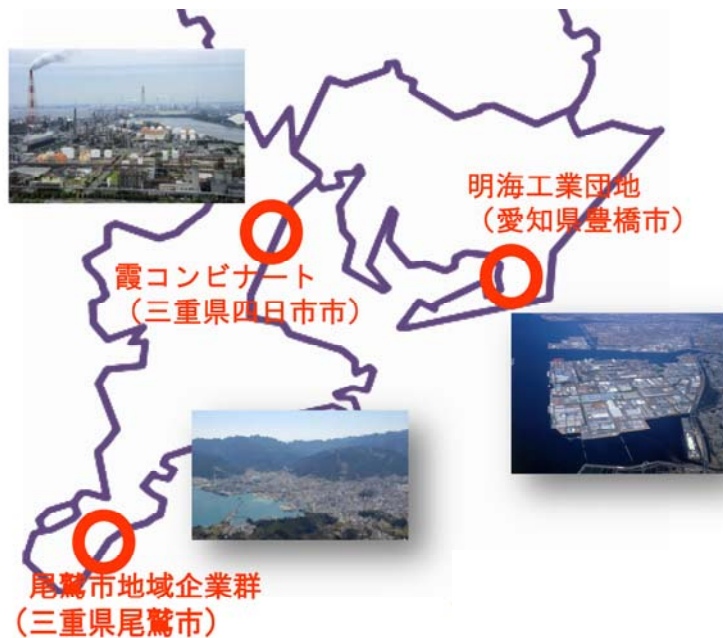 明海工業団地
（愛知県豊橋市）
霞コンビナート
（三重県四日市市）
尾鷲市地域企業群
（三重県尾鷲市）